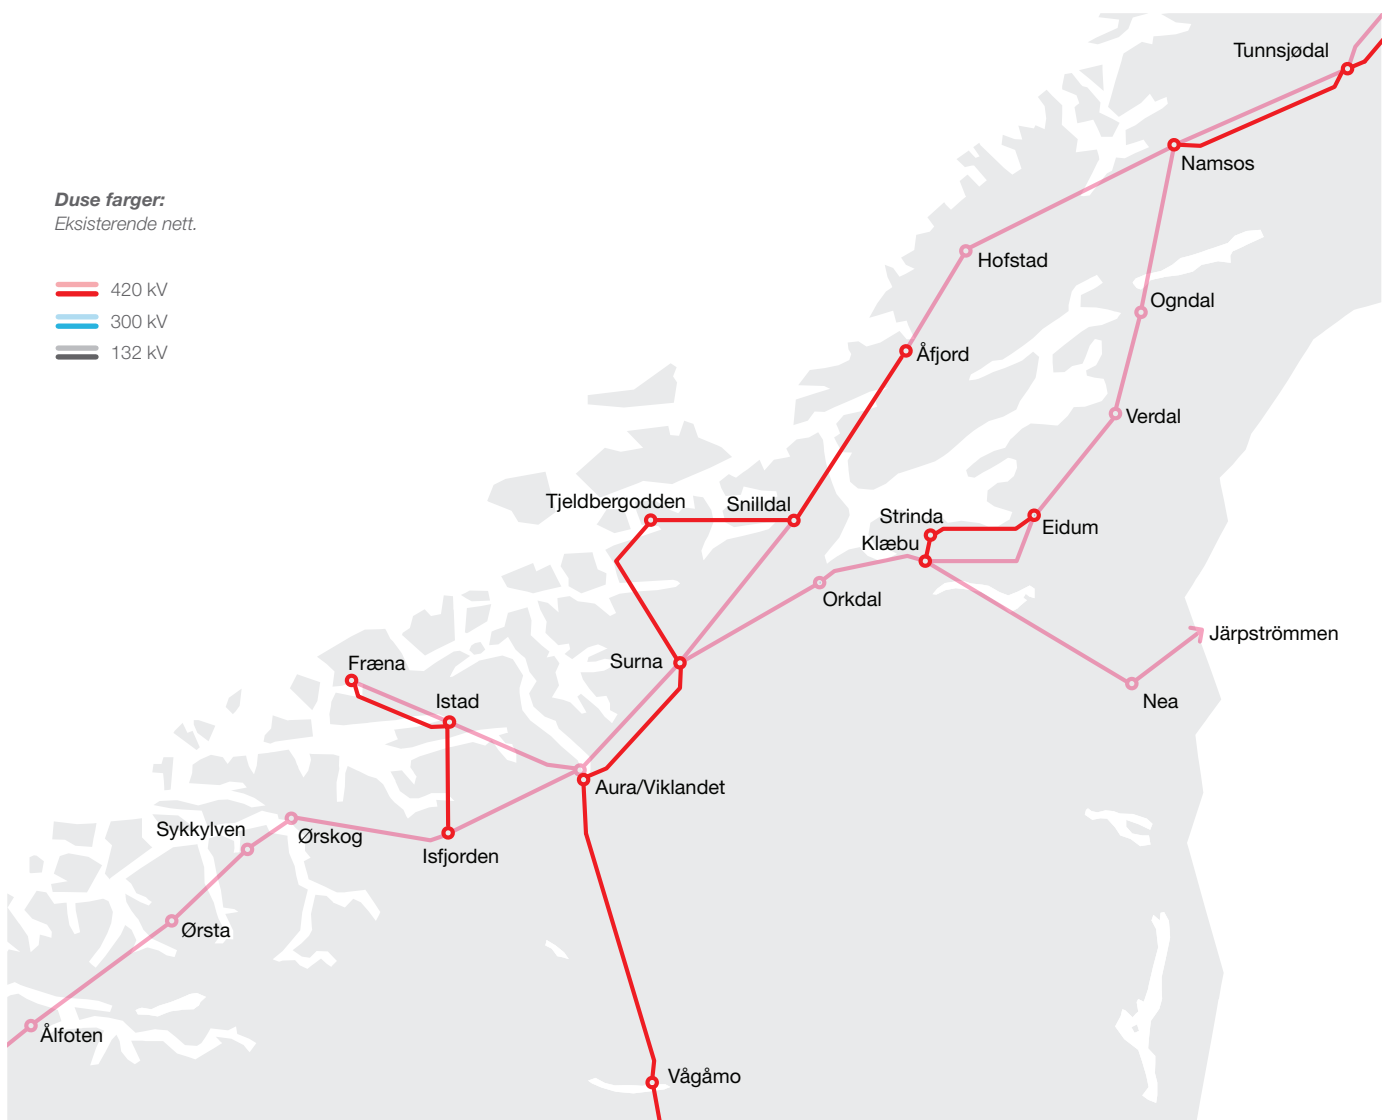 Tunnsjødal
Namsos
Duse farger:
Eksisterende nett.
Hofstad
420 kV
300 kV
132 kV
Ogndal
Åfjord
Verdal
Tjeldbergodden
Snilldal
Strinda
Eidum
Klæbu
Orkdal
Järpströmmen
Surna
Fræna
Istad
Nea
Aura/Viklandet
Sykkylven
Ørskog
Isfjorden
Ørsta
Ålfoten
Vågåmo